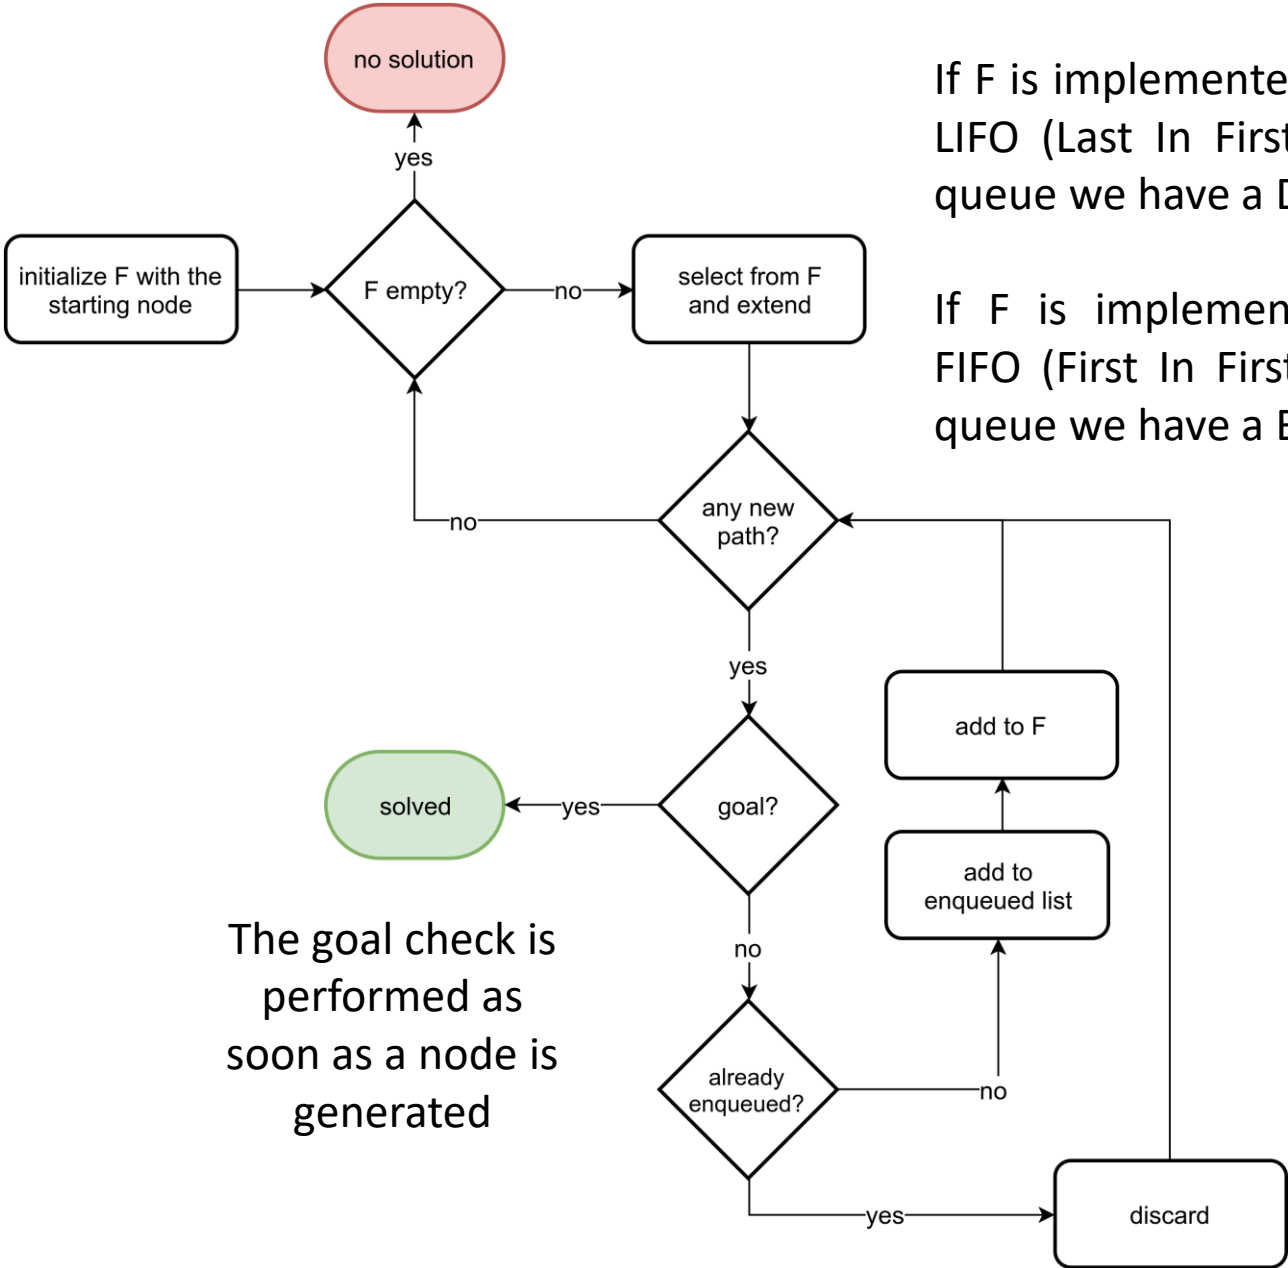 no solution
yes
initialize F with the
starting node
F empty?
no
select from F
and extend
If F is
LIFO (Last In First
queue we have a
If F is
FIFO (First In First
queue we have a
any new
path?
no
yes
add to F
goal?
yes
solved
add to
enqueued list
no
The goal check is
performed as
soon as a node is
generated
already
enqueued?
no
yes
discard